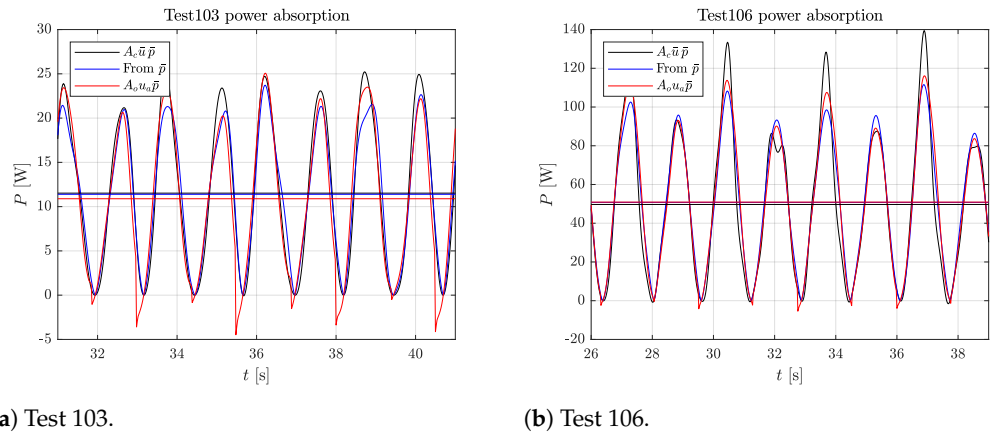 Test103 power absorption
30
25
20
15
10
5
0
-5
P [W]
A_c ū p̄
From p̄
A_o u_a p̄
32
34
36
38
40
t [s]
a) Test 103.
Test106 power absorption
140
120
100
80
60
40
20
0
-20
P [W]
A_c ū p̄
From p̄
A_o u_a p̄
26
28
30
32
34
36
38
t [s]
(b) Test 106.